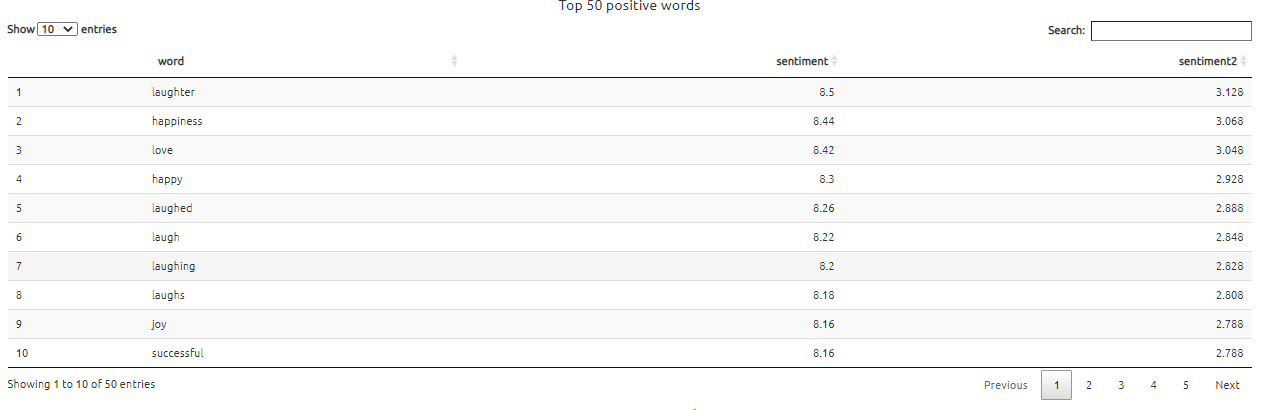 Top 50 positive words
Show 10 entries Search:
word sentiment sentiment2
1 laughter 8.5 3.128
2 happiness 8.44 3.068
3 love 8.42 3.048
4 happy 8.3 2.928
5 laughed 8.26 2.888
6 laugh 8.22 2.848
7 laughing 8.2 2.828
8 laughs 8.18 2.808
9 joy 8.16 2.788
10 successful 8.16 2.788
Showing 1 to 10 of 50 entries Previous 1 2 3 4 5 Next